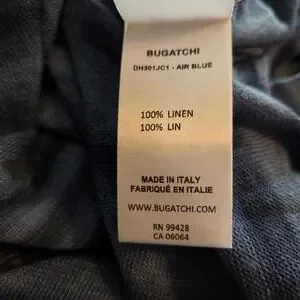 BUGATCHI
DH901JC1 - AIR BLUE
100% LINEN
100% LIN
MADE IN ITALY
FABRIQUÉ EN ITALIE
WWW.BUGATCHI.COM
RN 99428
CA 06064